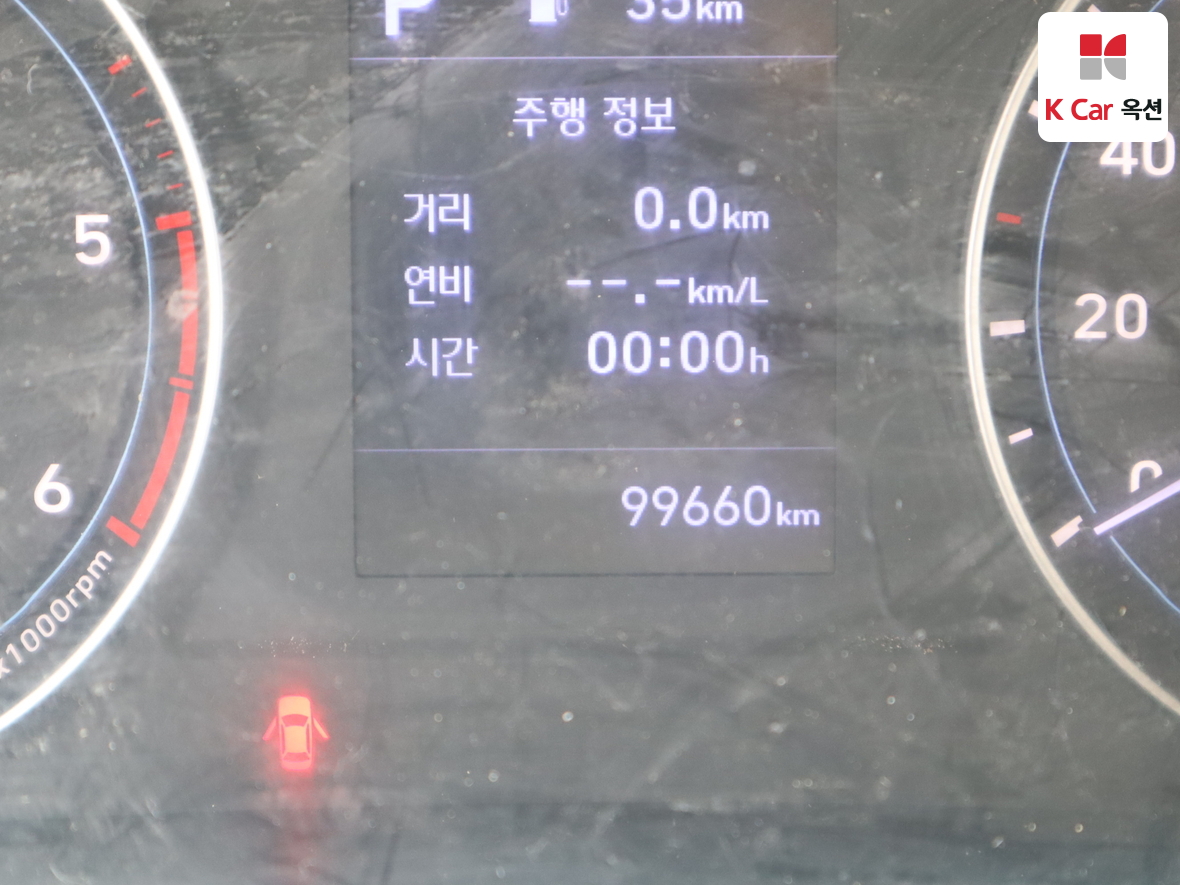 P 35km
K Car 옥션
주행 정보
거리 0.0km
연비 --.-km/L
시간 00:00h
99660km
5
6
x1000rpm
40
20
0